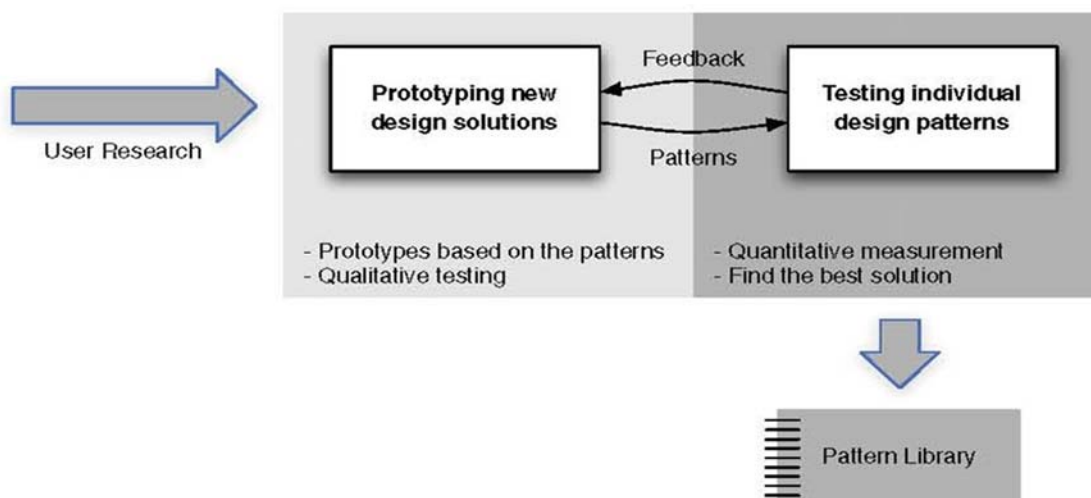 Feedback
Prototyping new
design solutions
Testing individual
design patterns
User Research
Patterns
- Prototypes based on the patterns
- Qualitative testing
- Quantitative measurement
- Find the best solution
Pattern Library